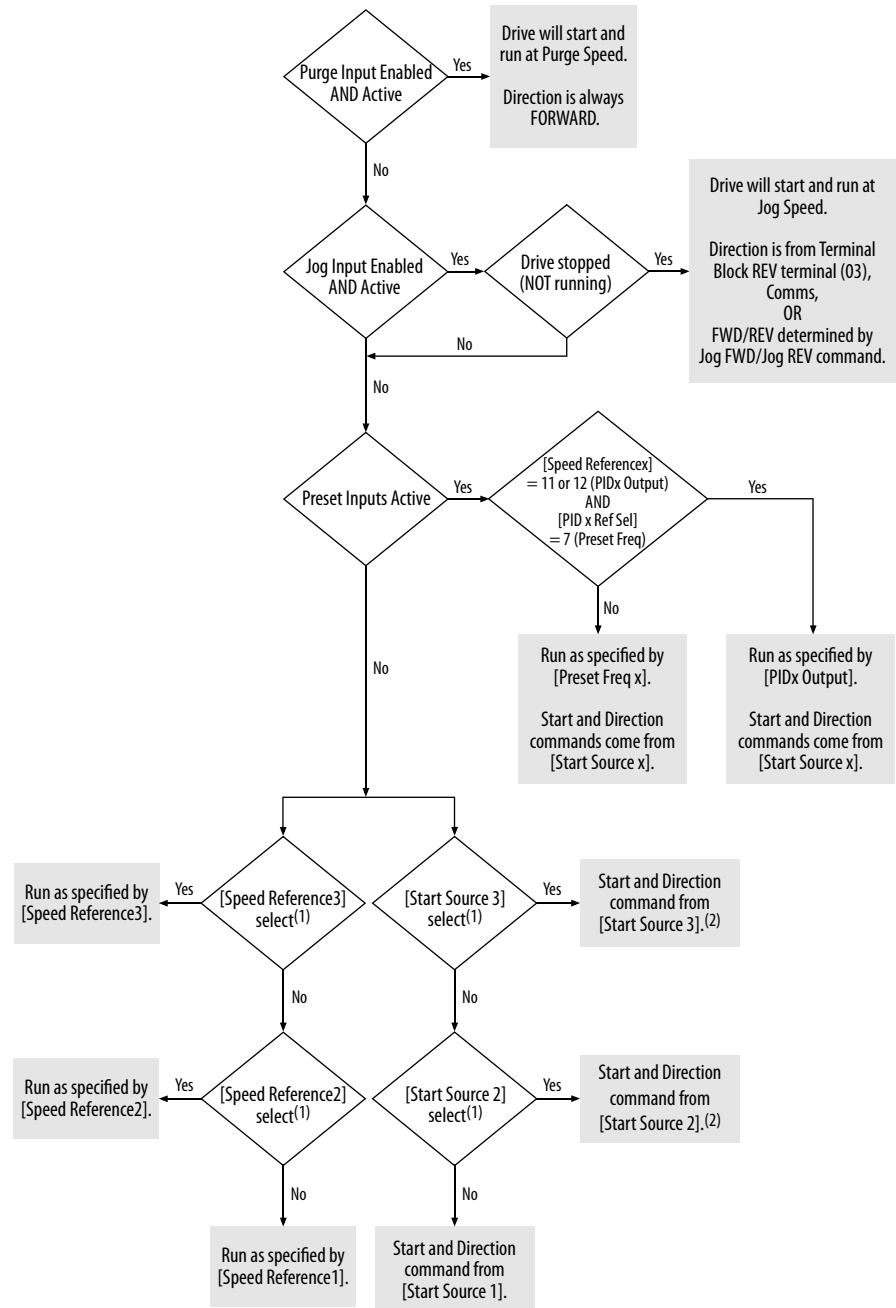 Purge Input Enabled
AND Active
Yes
Drive will start and
run at Purge Speed.
Direction is always
FORWARD.
No
Jog Input Enabled
AND Active
Yes
Drive stopped
(NOT running)
Yes
Drive will start and run at
Jog Speed.
Direction is from Terminal
Block REV terminal (03),
Comms,
OR
FWD/REV determined by
Jog FWD/Jog REV command.
No
No
Preset Inputs Active
Yes
[Speed Referencex]
= 11 or 12 (PIDx Output)
AND
[PID x Ref Sel]
= 7 (Preset Freq)
Yes
No
Run as specified by
[Preset Freq x].
Start and Direction
commands come from
[Start Source x].
Run as specified by
[PIDx Output].
Start and Direction
commands come from
[Start Source x].
No
Run as specified by
[Speed Reference3].
Yes
[Speed Reference3]
select(1)
[Start Source 3]
select(1)
Yes
Start and Direction
command from
[Start Source 3].(2)
No
No
Run as specified by
[Speed Reference2].
Yes
[Speed Reference2]
select(1)
[Start Source 2]
select(1)
Yes
Start and Direction
command from
[Start Source 2].(2)
No
No
Run as specified by
[Speed Reference1].
Start and Direction
command from
[Start Source 1].